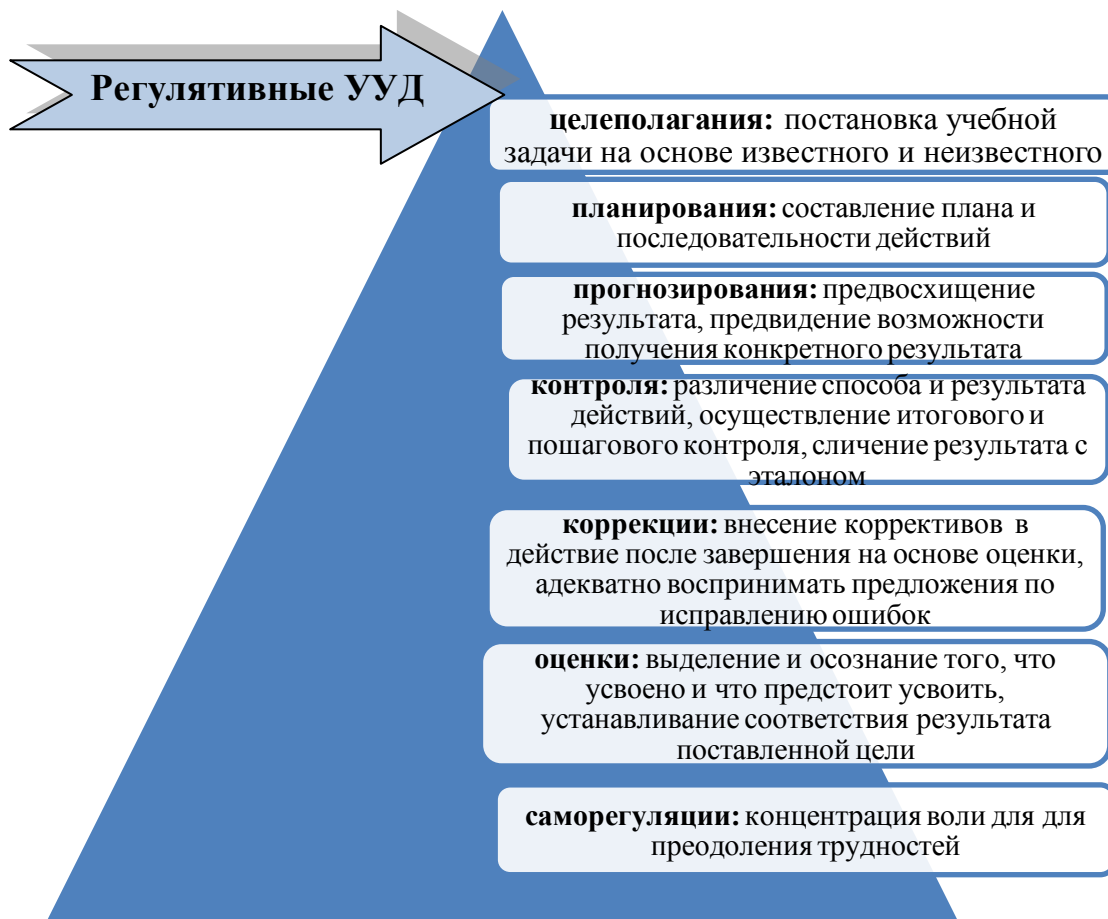 Регулятивные УУД
целеполагания: постановка учебной
задачи на основе известного и неизвестного
планирования: составление плана и
последовательности действий
прогнозирования: предвосхищение
результата, предвидение возможности
получения конкретного результата
контроля: различение способа и результата
действий, осуществление итогового и
пошагового контроля, сличение результата с
эталоном
коррекции: внесение коррективов в
действие после завершения на основе оценки,
адекватно воспринимать предложения по
исправлению ошибок
оценки: выделение и осознание того, что
усвоено и что предстоит усвоить,
устанавливание соответствия результата
поставленной цели
саморегуляции: концентрация воли для для
преодоления трудностей